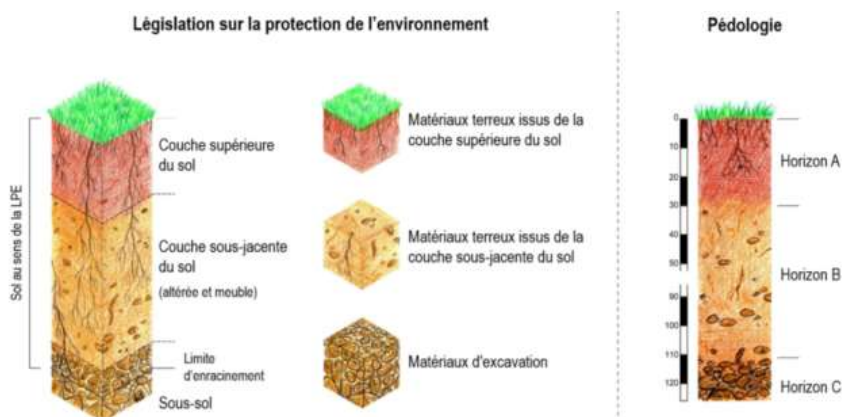 Législation sur la protection de l'environnement
Pédologie
Sol au sens de la LPE
Couche supérieure
du sol
Couche sous-jacente
du sol
(altérée et meuble)
Limite
d'enracinement
Sous-sol
Matériaux terreux issus de la
couche supérieure du sol
Matériaux terreux issus de la
couche sous-jacente du sol
Matériaux d'excavation
0
10
20
30
40
50
90
100
110
120
Horizon A
Horizon B
Horizon C